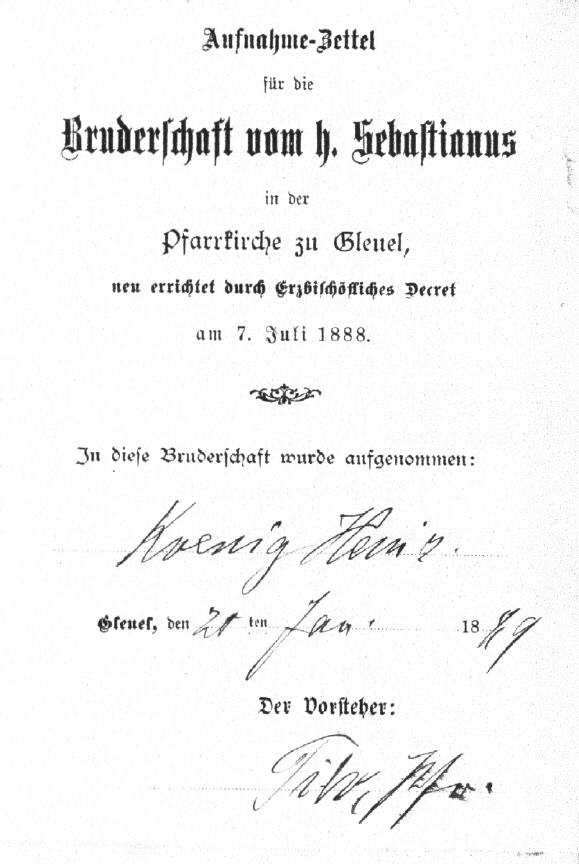 Aufnahme-Zettel
für die
Bruderschaft vom h. Sebastianus
in der
Pfarrkirche zu Gleuel,
neu errichtet durch Erzbischöfliches Decret
am 7. Juli 1888.
In diese Bruderschaft wurde aufgenommen:
Koenig
Gleuel, den 20 ten Jan. 1889
Der Vorsteher: